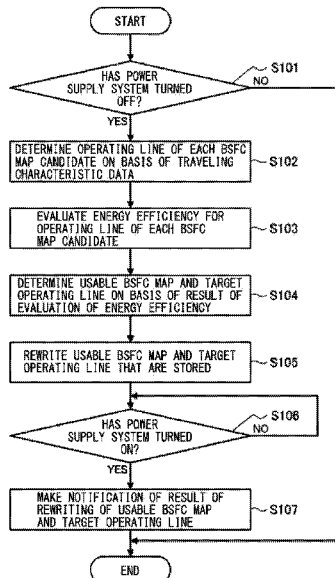 START
HAS POWER
SUPPLY SYSTEM TURNED
OFF?
S101
NO
YES
DETERMINE OPERATING LINE OF EACH BSFC
MAP CANDIDATE ON BASIS OF TRAVELING
CHARACTERISTIC DATA
S102
EVALUATE ENERGY EFFICIENCY FOR
OPERATING LINE OF EACH BSFC
MAP CANDIDATE
S103
DETERMINE USABLE BSFC MAP AND TARGET
OPERATING LINE ON BASIS OF RESULT OF
EVALUATION OF ENERGY EFFICIENCY
S104
REWRITE USABLE BSFC MAP AND TARGET
OPERATING LINE THAT ARE STORED
S105
HAS POWER
SUPPLY SYSTEM TURNED
ON?
S106
NO
YES
MAKE NOTIFICATION OF RESULT OF
REWRITING OF USABLE BSFC MAP
AND TARGET OPERATING LINE
S107
END